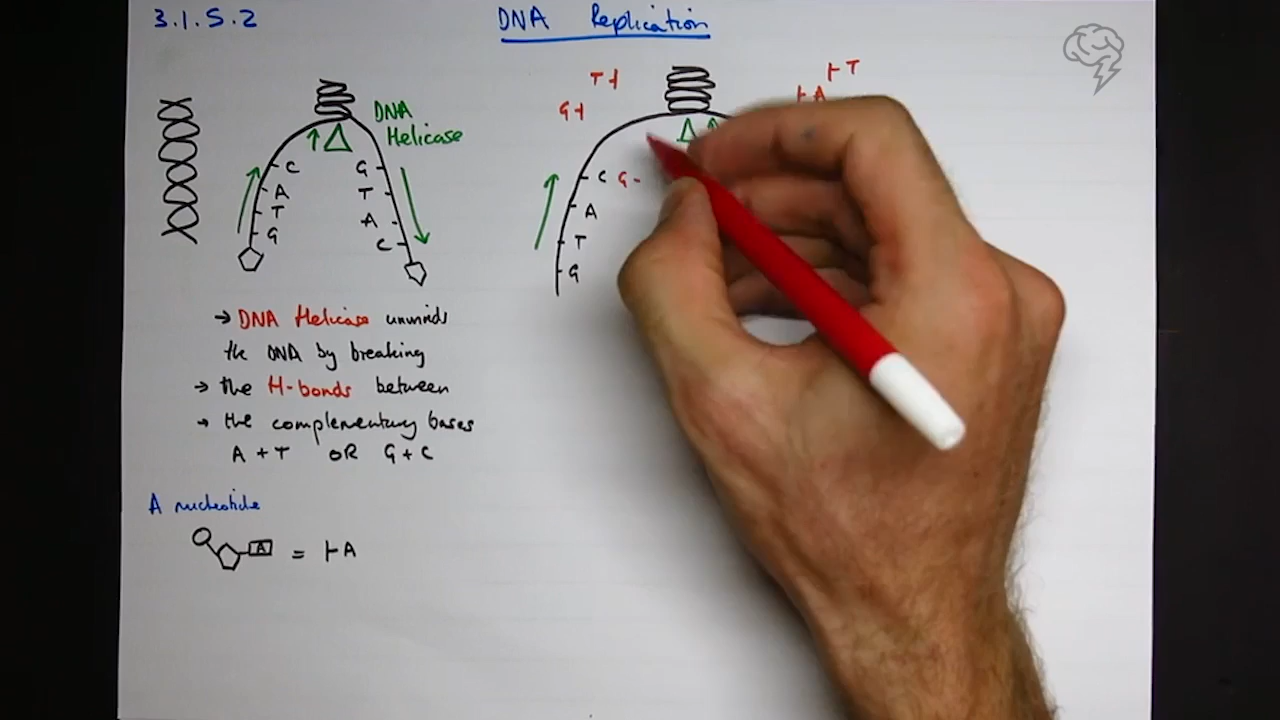 3.1.5.2
DNA Replication
DNA
Helicase
C
A
T
G
G
T
A
C
T
G
T
A
C G
A
T
G
→ DNA Helicase unwinds
the DNA by breaking
→ the H-bonds between
→ the complementary bases
A + T OR G + C
A nucleotide
A = A